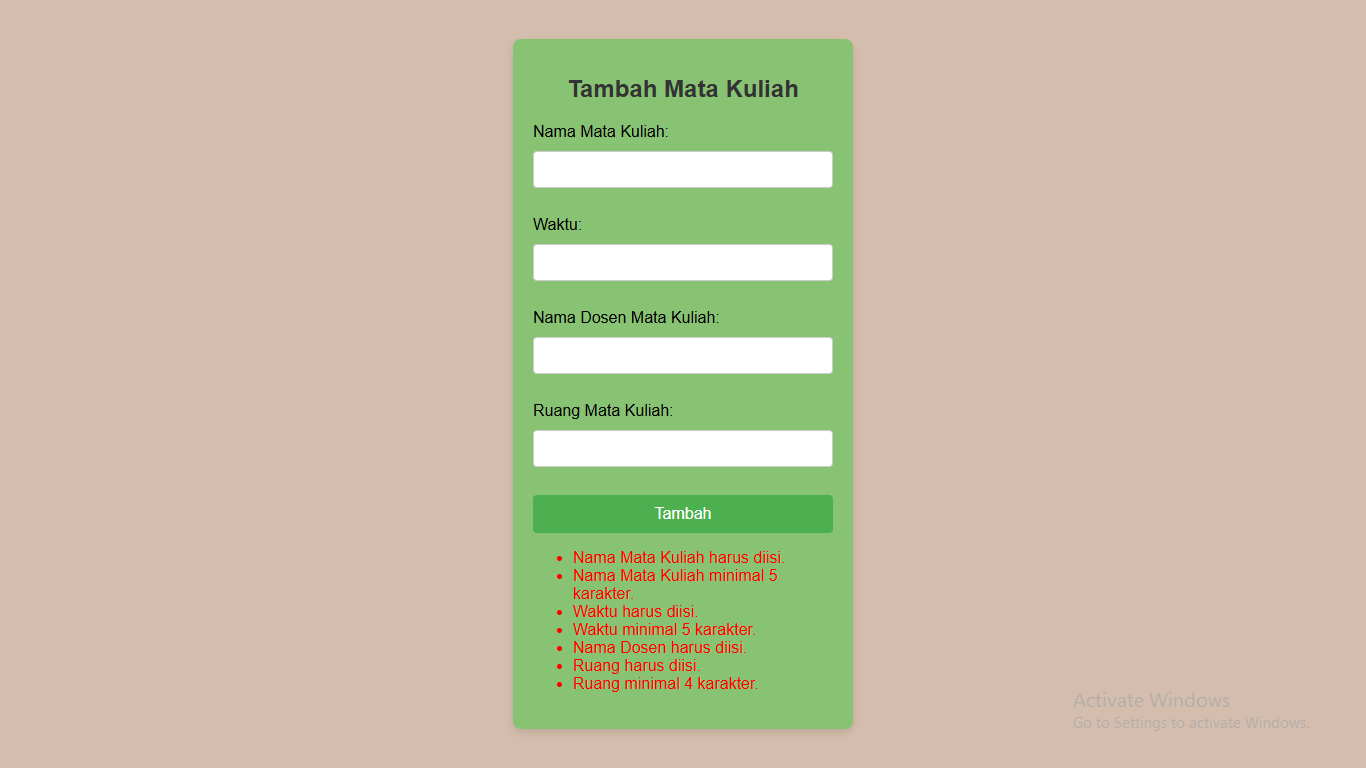 Tambah Mata Kuliah
Nama Mata Kuliah:
Waktu:
Nama Dosen Mata Kuliah:
Ruang Mata Kuliah:
Tambah
• Nama Mata Kuliah harus diisi.
• Nama Mata Kuliah minimal 5
karakter.
• Waktu harus diisi.
• Waktu minimal 5 karakter.
• Nama Dosen harus diisi.
• Ruang harus diisi.
• Ruang minimal 4 karakter.
Activate Windows
Go to Settings to activate Windows.